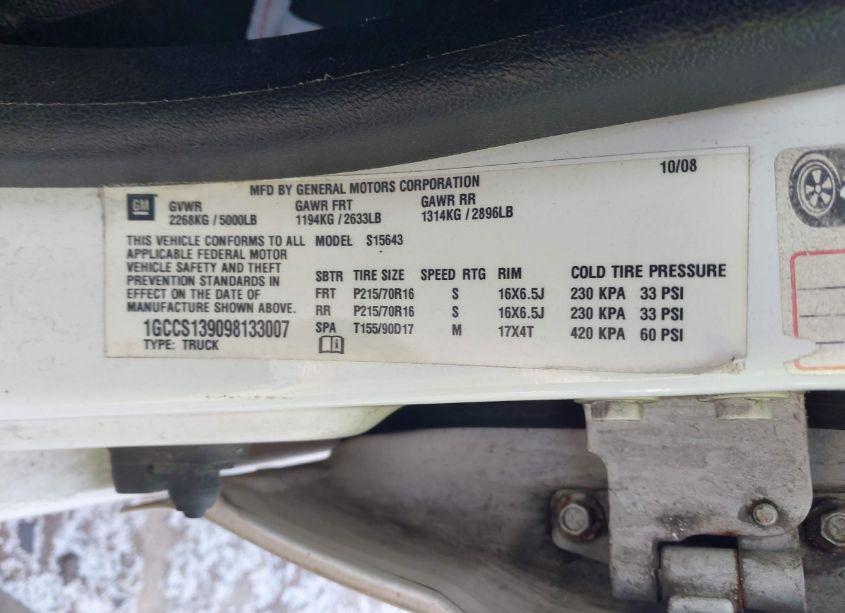 10/08
MFD BY GENERAL MOTORS CORPORATION
GM
GVWR GAWR FRT GAWR RR
2268KG / 5000LB 1194KG / 2633LB 1314KG / 2896LB
THIS VEHICLE CONFORMS TO ALL MODEL S15643
APPLICABLE FEDERAL MOTOR
VEHICLE SAFETY AND THEFT
PREVENTION STANDARDS IN
EFFECT ON THE DATE OF
MANUFACTURE SHOWN ABOVE.
SBTR TIRE SIZE SPEED RTG RIM COLD TIRE PRESSURE
FRT P215/70R16 S 16X6.5J 230 KPA 33 PSI
RR P215/70R16 S 16X6.5J 230 KPA 33 PSI
SPA T155/90D17 M 17X4T 420 KPA 60 PSI
1GCCS139098133007
TYPE: TRUCK